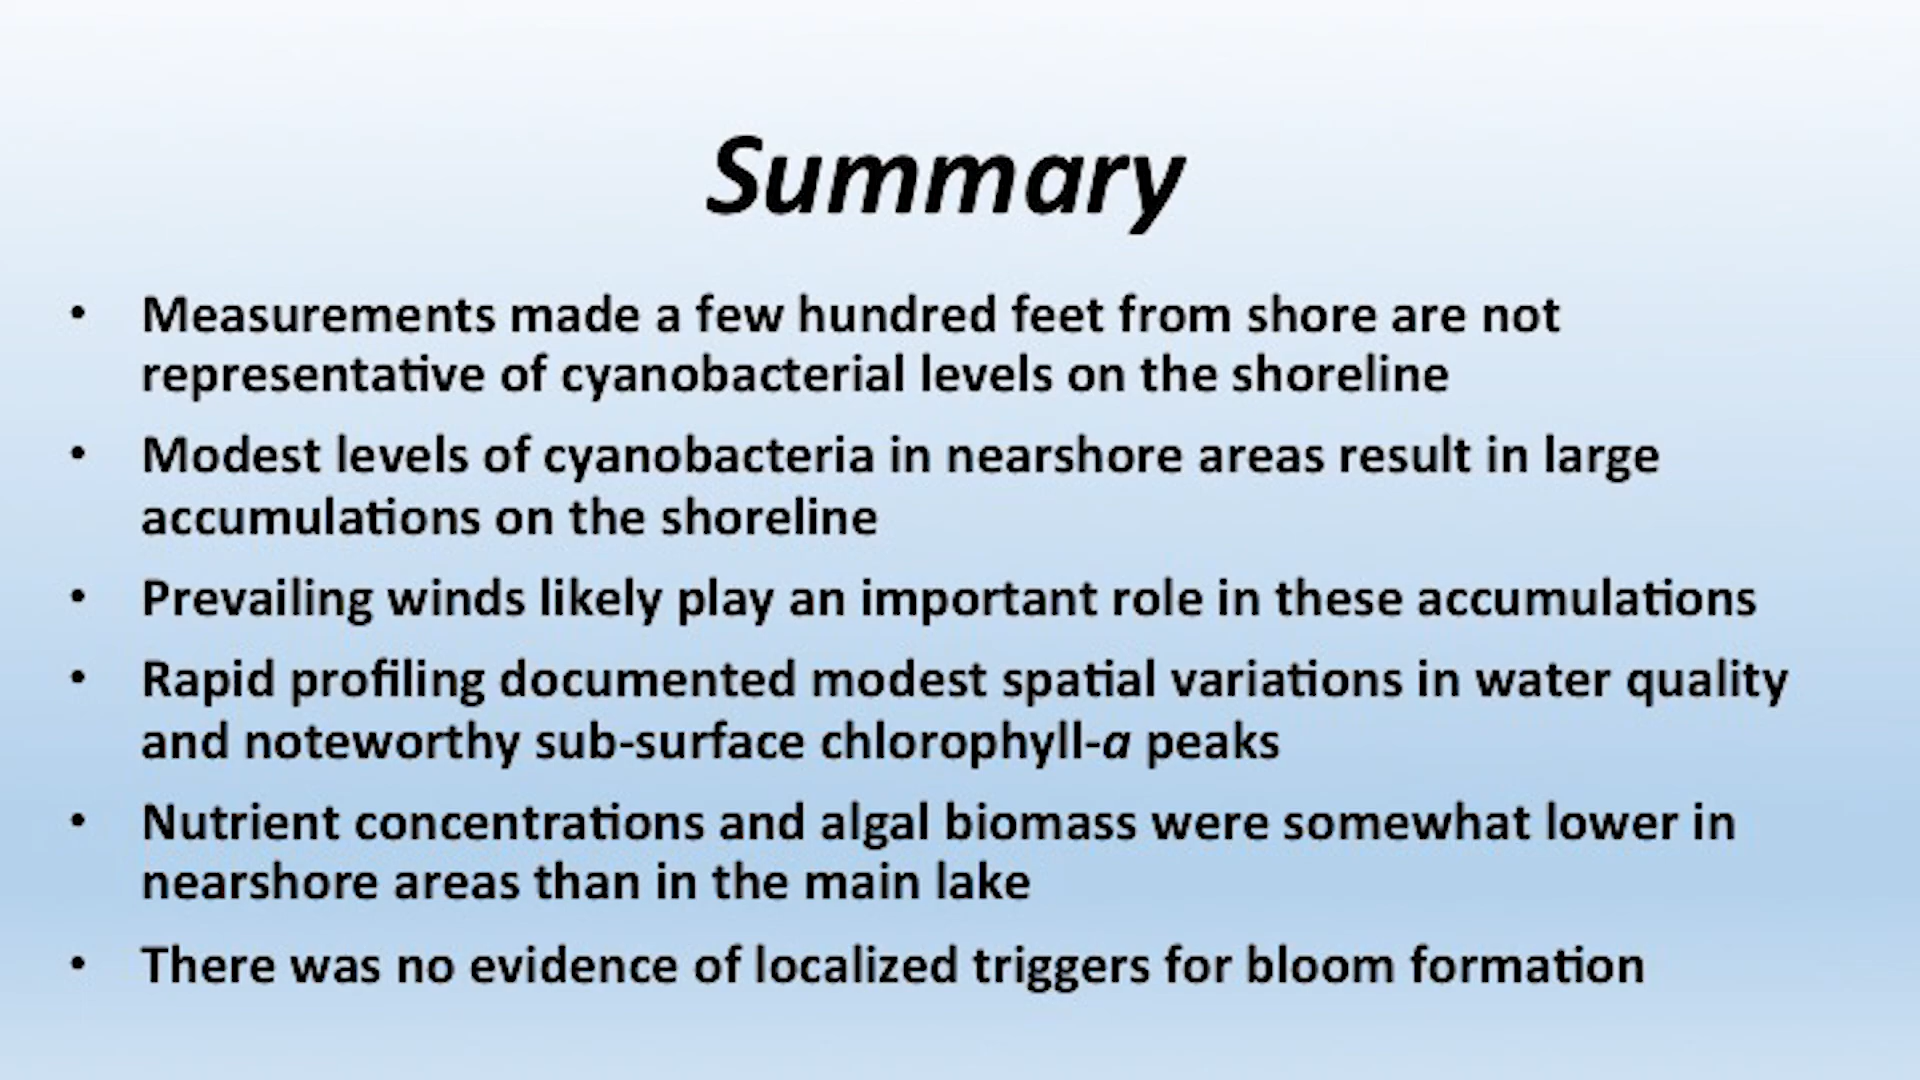 Summary
• Measurements made a few hundred feet from shore are not
representative of cyanobacterial levels on the shoreline
• Modest levels of cyanobacteria in nearshore areas result in large
accumulations on the shoreline
• Prevailing winds likely play an important role in these accumulations
• Rapid profiling documented modest spatial variations in water quality
and noteworthy sub-surface chlorophyll-a peaks
• Nutrient concentrations and algal biomass were somewhat lower in
nearshore areas than in the main lake
• There was no evidence of localized triggers for bloom formation